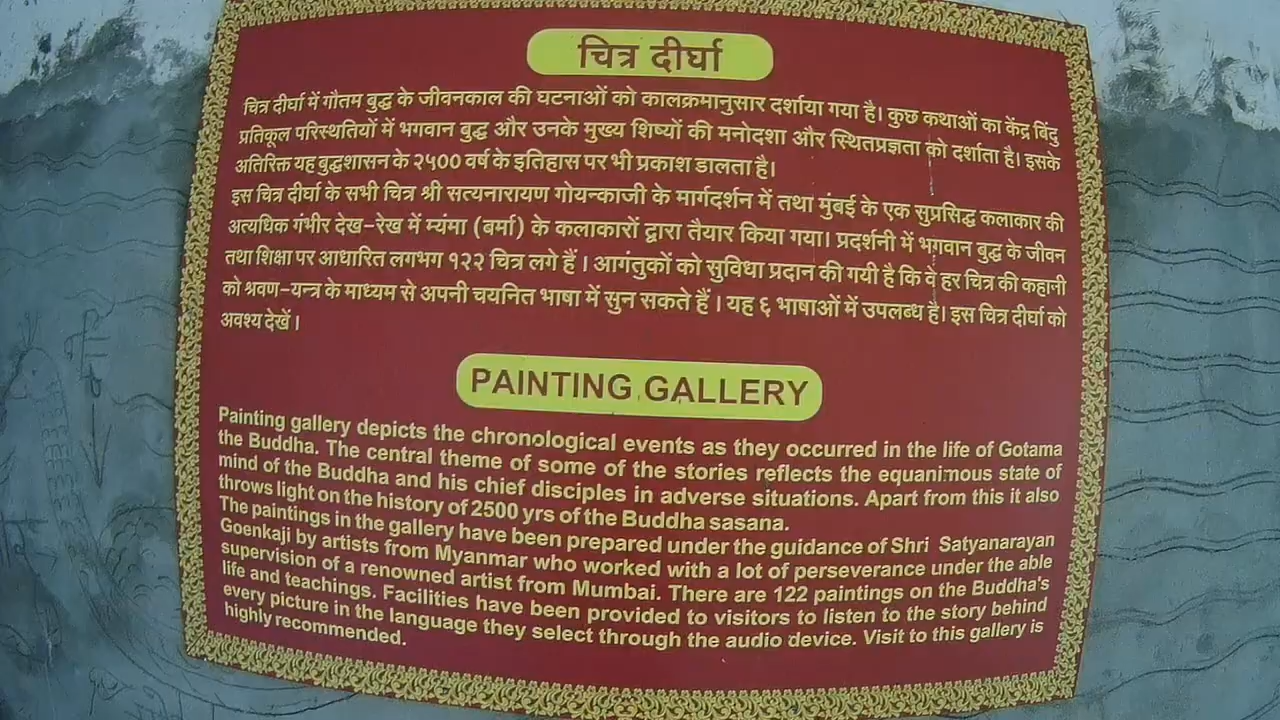 चित्र दीर्घा
चित्र दीर्घा में गौतम बुद्ध के जीवनकाल की घटनाओं को कालक्रमानुसार दर्शाया गया है। कुछ कथाओं का केंद्र बिंदु
प्रतिकूल परिस्थतियों में भगवान बुद्ध और उनके मुख्य शिष्यों की मनोदशा और स्थितप्रज्ञता को दर्शाता है। इसके
अतिरिक्त यह बुद्धशासन के २५०० वर्ष के इतिहास पर भी प्रकाश डालता है।
इस चित्र दीर्घा के सभी चित्र श्री सत्यनारायण गोयन्काजी के मार्गदर्शन में तथा मुंबई के एक सुप्रसिद्ध कलाकार की
अत्यधिक गंभीर देख-रेख में म्यंमा (बर्मा) के कलाकारों द्वारा तैयार किया गया। प्रदर्शनी में भगवान बुद्ध के जीवन
तथा शिक्षा पर आधारित लगभग १२२ चित्र लगे हैं । आगंतुकों को सुविधा प्रदान की गयी है कि वे हर चित्र की कहानी
को श्रवण-यन्त्र के माध्यम से अपनी चयनित भाषा में सुन सकते हैं । यह ६ भाषाओं में उपलब्ध है। इस चित्र दीर्घा को
अवश्य देखें ।
PAINTING GALLERY
Painting gallery depicts the chronological events as they occurred in the life of Gotama
the Buddha. The central theme of some of the stories reflects the equanimous state of
mind of the Buddha and his chief disciples in adverse situations. Apart from this it also
throws light on the history of 2500 yrs of the Buddha sasana.
The paintings in the gallery have been prepared under the guidance of Shri Satyanarayan
Goenkaji by artists from Myanmar who worked with a lot of perseverance under the able
supervision of a renowned artist from Mumbai. There are 122 paintings on the Buddha's
life and teachings. Facilities have been provided to visitors to listen to the story behind
every picture in the language they select through the audio device. Visit to this gallery is
highly recommended.